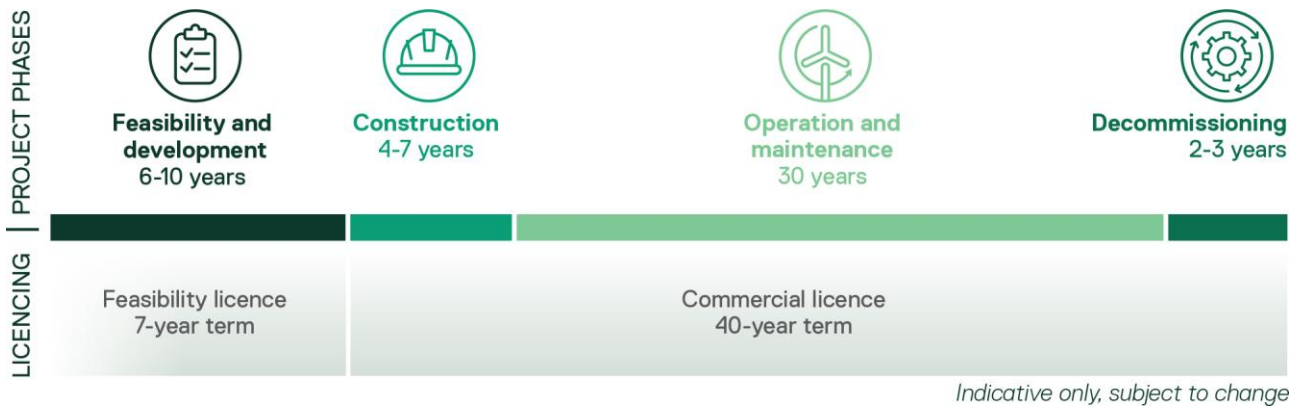 PROJECT PHASES
Feasibility and
development
6-10 years
Construction
4-7 years
Operation and
maintenance
30 years
Decommissioning
2-3 years
LICENCING
Feasibility licence
7-year term
Commercial licence
40-year term
Indicative only, subject to change